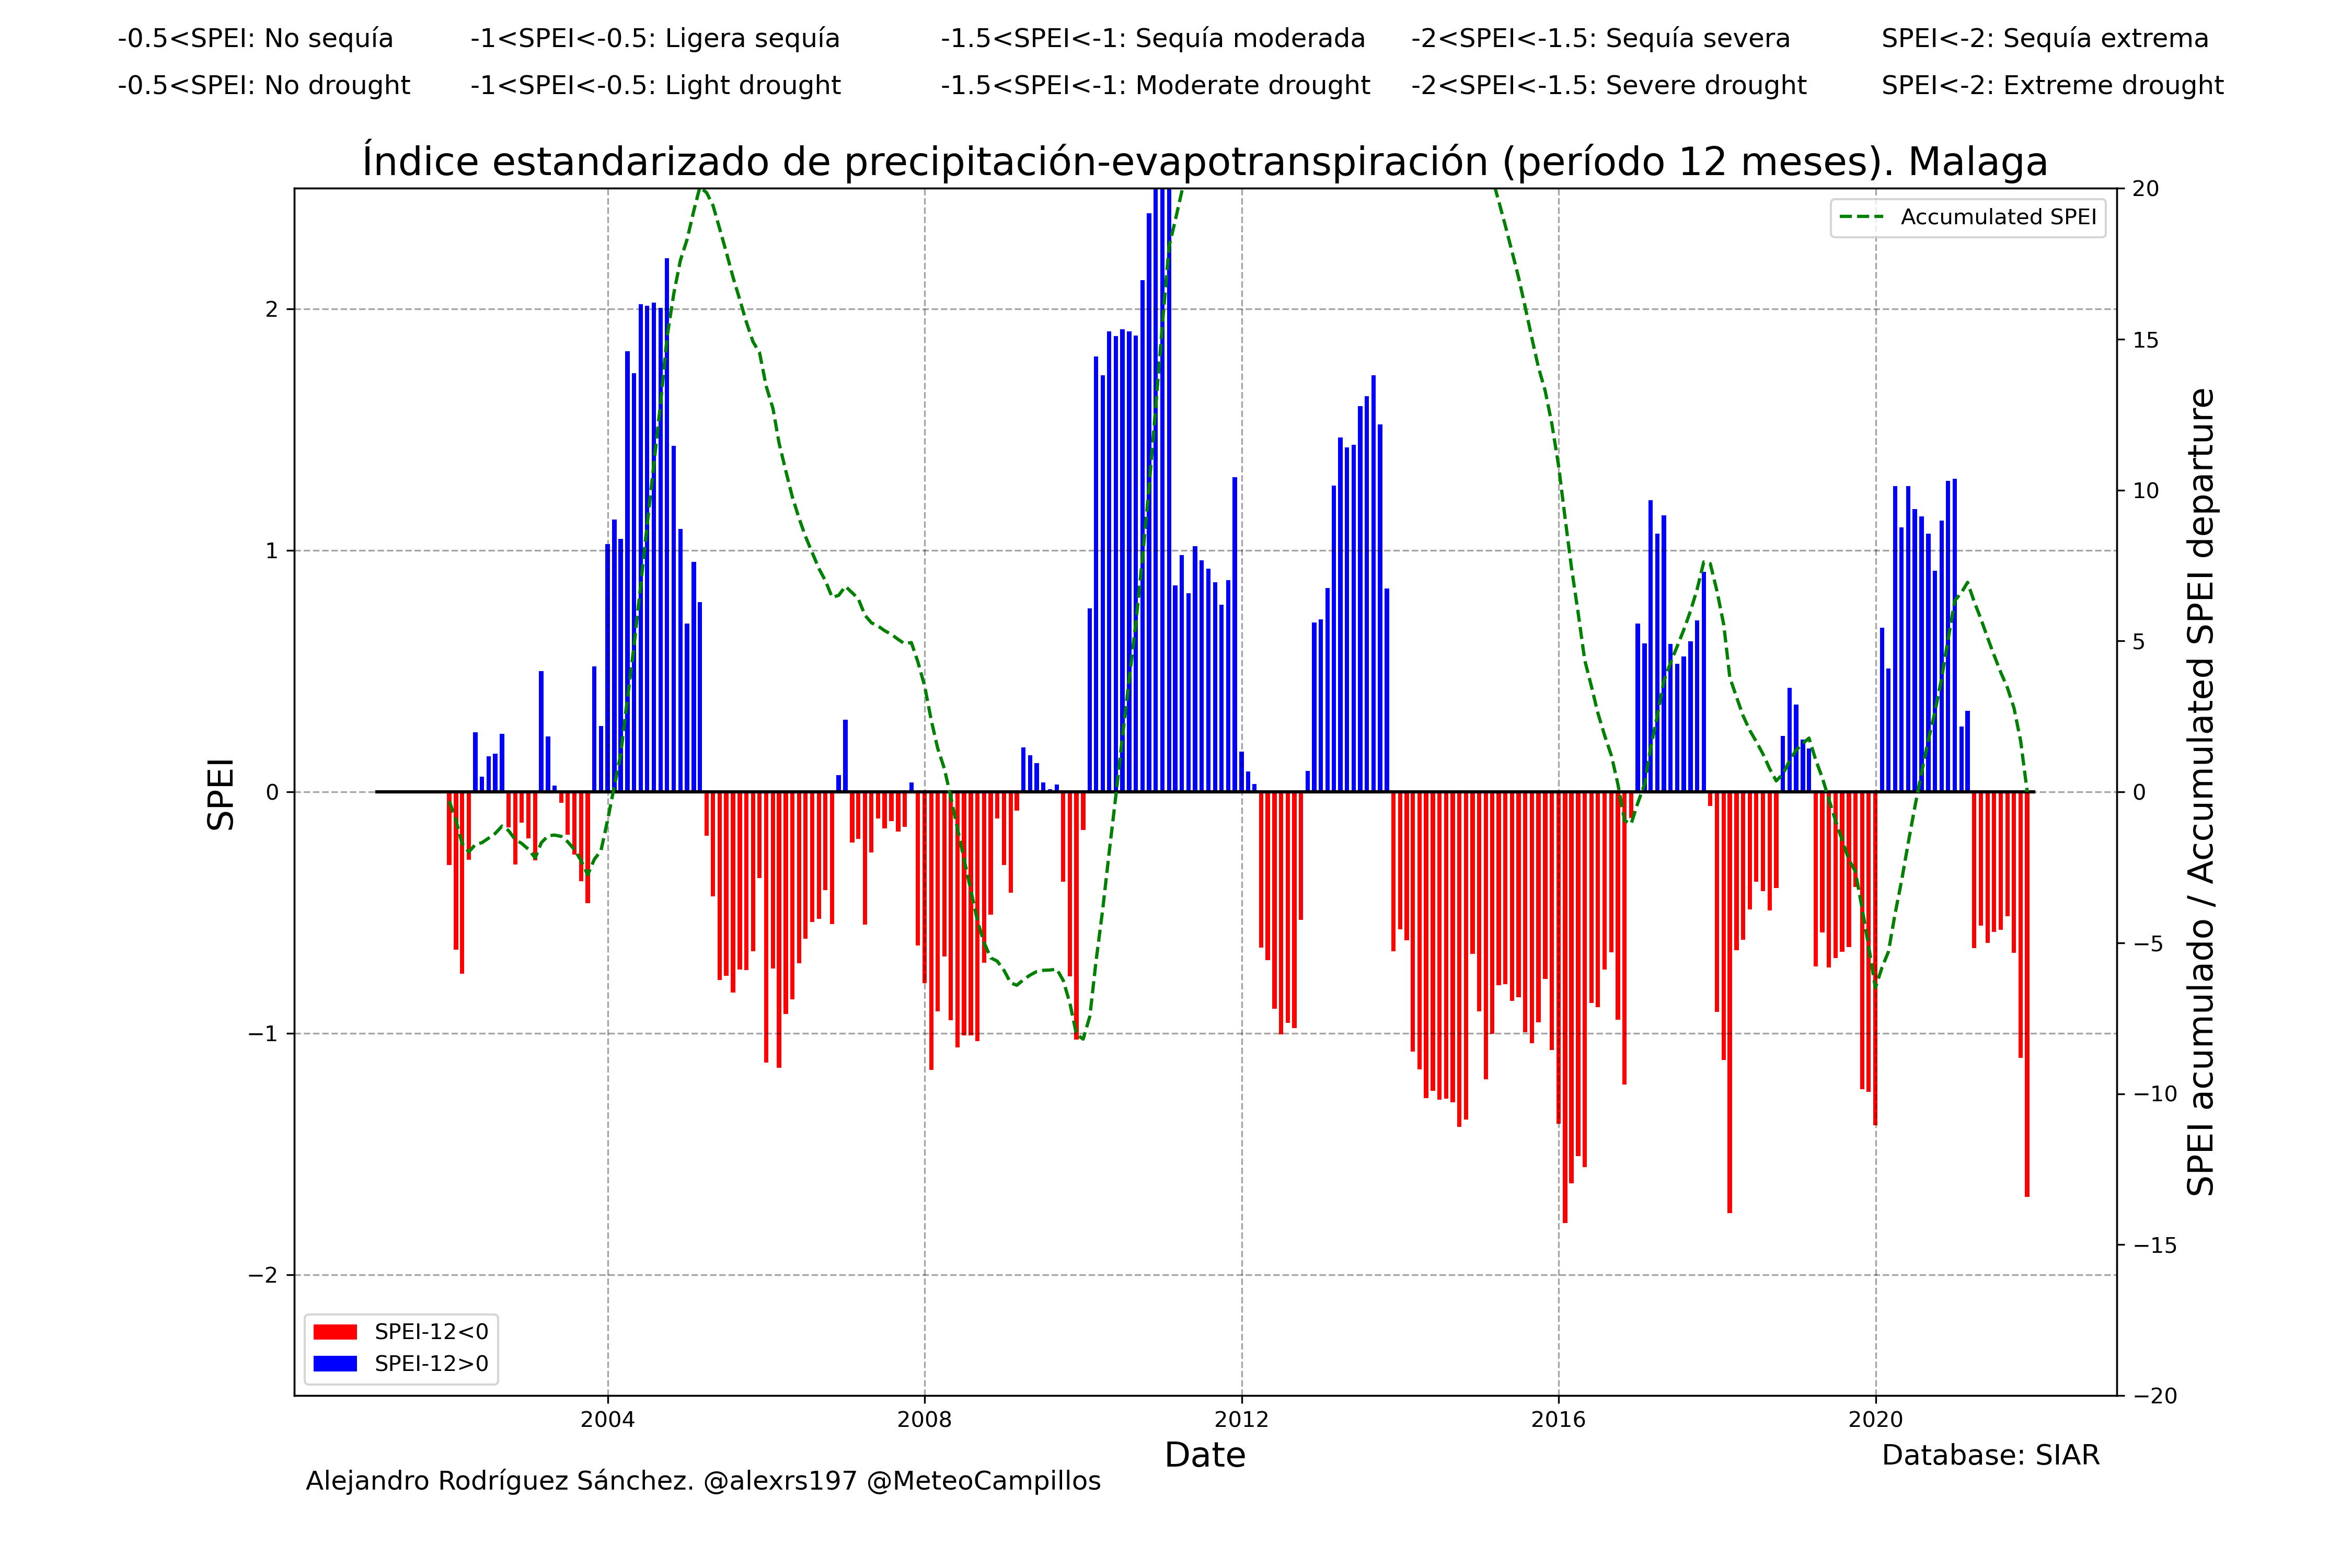 -0.5<SPEI: No sequía -1<SPEI<-0.5: Ligera sequía -1.5<SPEI<-1: Sequía moderada -2<SPEI<-1.5: Sequía severa SPEI<-2: Sequía extrema
-0.5<SPEI: No drought -1<SPEI<-0.5: Light drought -1.5<SPEI<-1: Moderate drought -2<SPEI<-1.5: Severe drought SPEI<-2: Extreme drought
Índice estandarizado de precipitación-evapotranspiración (período 12 meses). Malaga
Accumulated SPEI
SPEI
2
1
0
−1
−2
20
15
10
5
0
−5
−10
−15
−20
SPEI acumulado / Accumulated SPEI departure
SPEI-12<0
SPEI-12>0
2004 2008 2012 2016 2020
Date
Database: SIAR
Alejandro Rodríguez Sánchez. @alexrs197 @MeteoCampillos